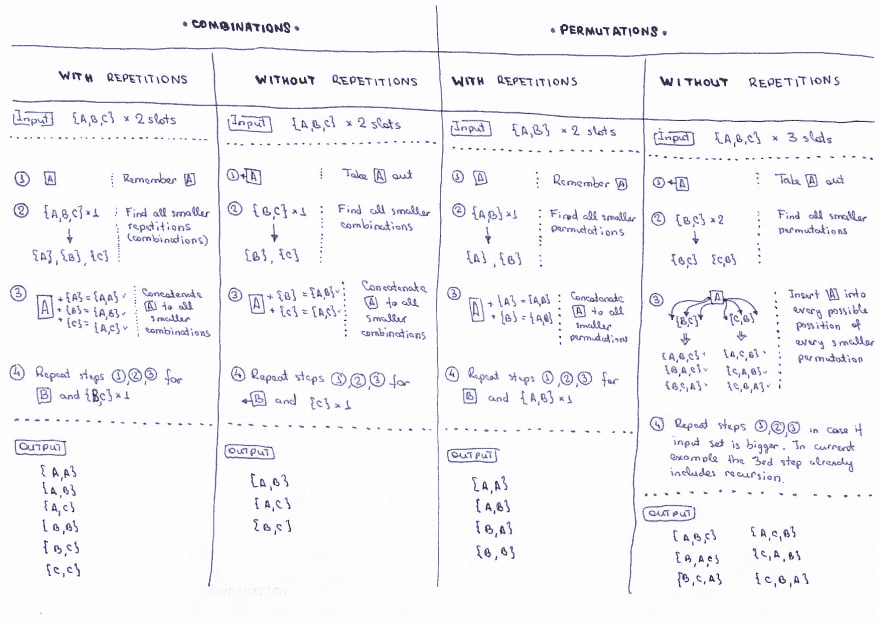 • COMBINATIONS •
WITH REPETITIONS
Input {A,B,C} × 2 slots
① A Remember A
② {A,B,C}×1 Find all smaller
repetitions
(combinations)
{A}, {B}, {C}
③ A + {A} = {A,A} Concatenate
+ {B} = {A,B} A to all
+ {C} = {A,C} smaller
combinations
④ Repeat steps ①,②,③ for
B and {B,C}×1
OUTPUT
{A,A}
{A,B}
{A,C}
{B,B}
{B,C}
{C,C}
WITHOUT REPETITIONS
Input {A,B,C} × 2 slots
① A Take A out
② {B,C}×1 Find all smaller
combinations
{B}, {C}
③ A + {B} = {A,B} Concatenate
+ {C} = {A,C} A to all
smaller
combinations
④ Repeat steps ①,②,③ for
B and {C}×1
OUTPUT
{A,B}
{A,C}
{B,C}
• PERMUTATIONS •
WITH REPETITIONS
Input {A,B} × 2 slots
① A Remember A
② {A,B}×1 Find all smaller
permutations
{A}, {B}
③ A + {A} = {A,A} Concatenate
+ {B} = {A,B} A to all
smaller
permutations
④ Repeat steps ①,②,③ for
B and {A,B}×1
OUTPUT
{A,A}
{A,B}
{B,A}
{B,B}
WITHOUT REPETITIONS
Input {A,B,C} × 3 slots
① A Take A out
② {B,C}×2 Find all smaller
permutations
{B,C} {C,B}
③ A Insert A into
{B,C} {C,B} every possible
possition of
{A,B,C} {A,C,B} every smaller
{B,A,C} {C,A,B} permutation
{B,C,A} {C,B,A}
④ Repeat steps ①,②,③ in case if
input set is bigger. In current
example the 3rd step already
includes recursion.
OUTPUT
{A,B,C} {A,C,B}
{B,A,C} {C,A,B}
{B,C,A} {C,B,A}